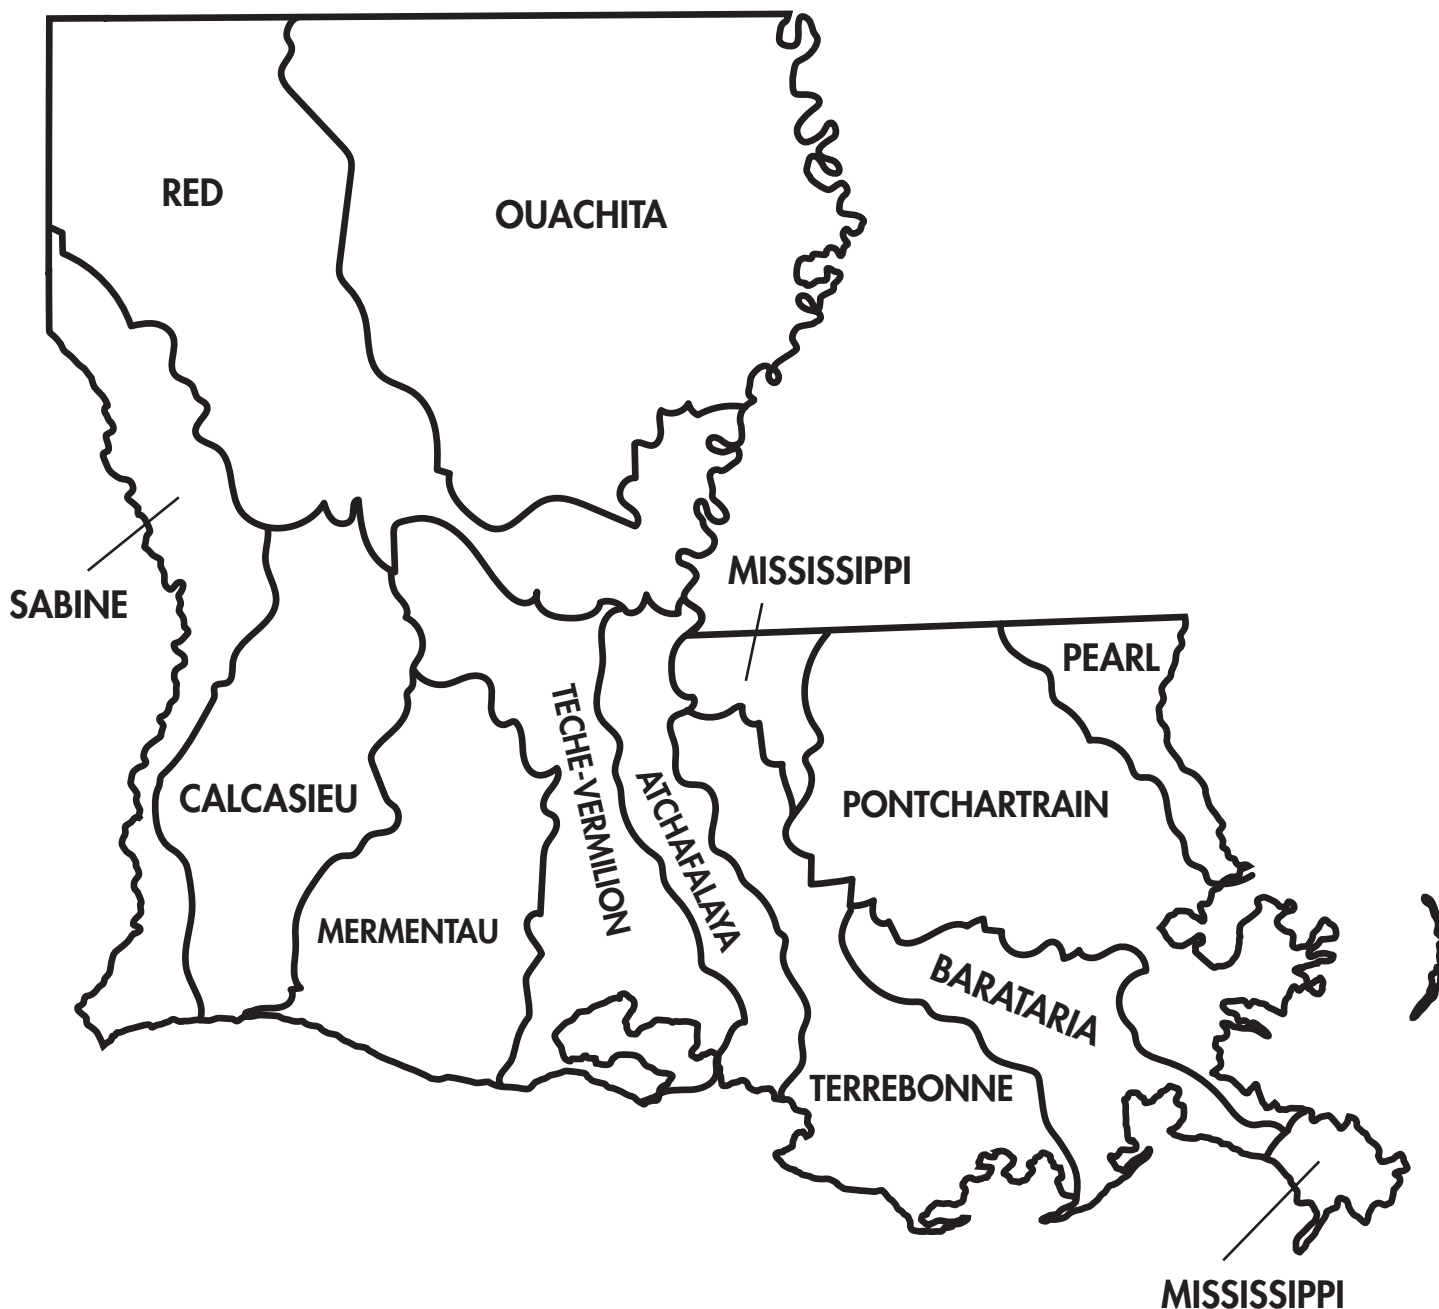 RED
OUACHITA
MISSISSIPPI
SABINE
PEARL
TECHE-VERMILION
ATCHAFALAYA
CALCASIEU
PONTCHARTRAIN
MERMENTAU
BARATARIA
TERREBONNE
MISSISSIPPI